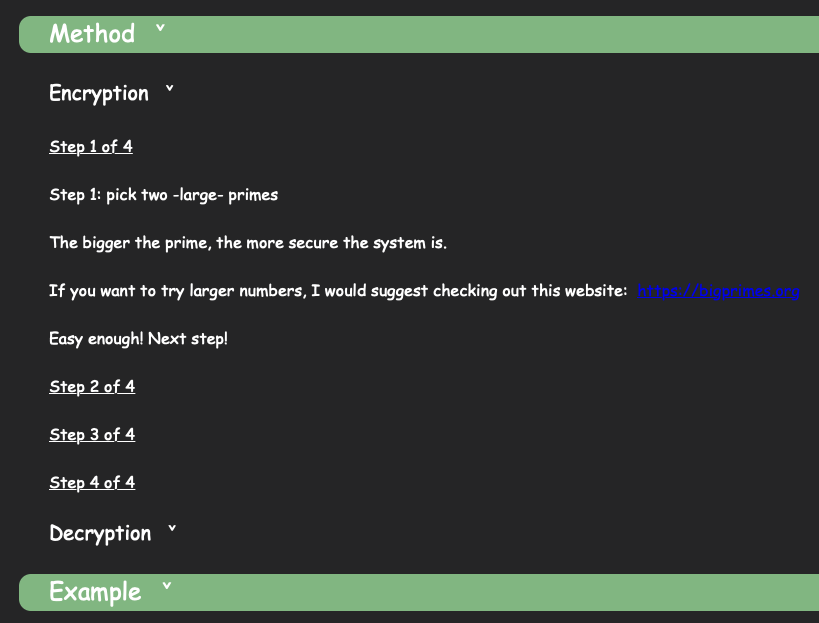 Method ˅
Encryption ˅
Step 1 of 4
Step 1: pick two -large- primes
The bigger the prime, the more secure the system is.
If you want to try larger numbers, I would suggest checking out this website: https://bigprimes.org
Easy enough! Next step!
Step 2 of 4
Step 3 of 4
Step 4 of 4
Decryption ˅
Example ˅